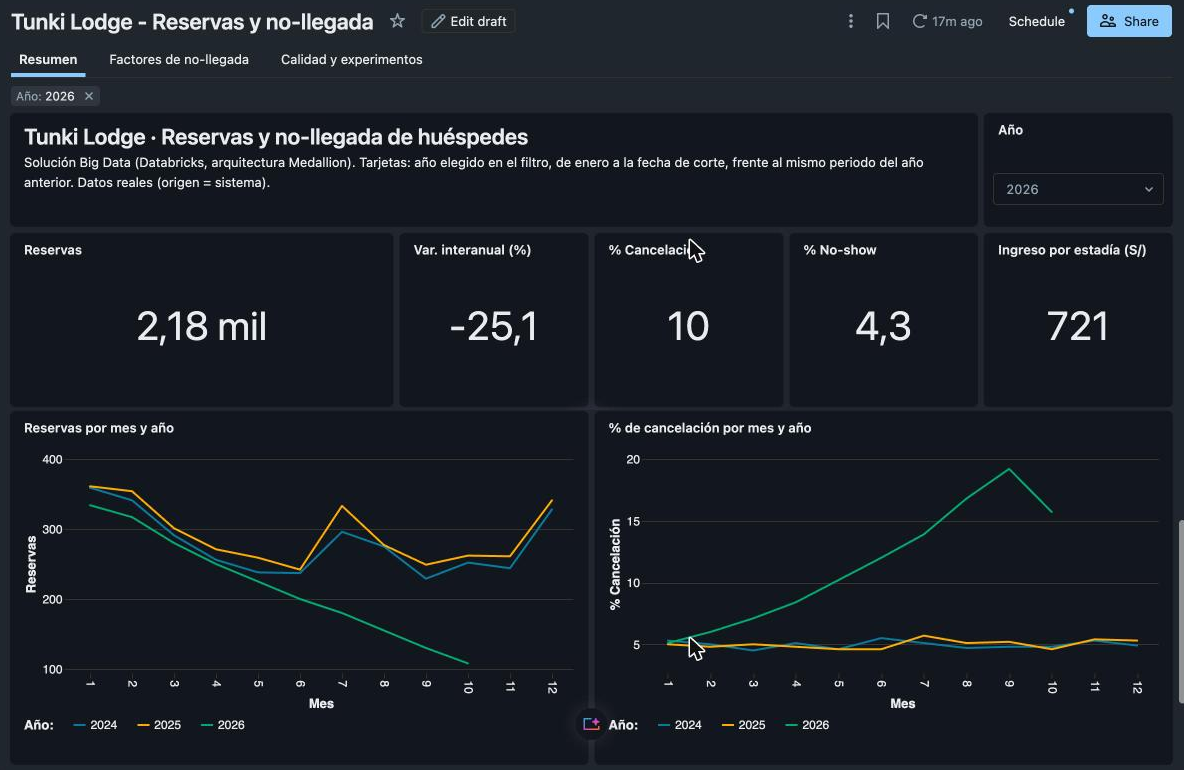 Tunki Lodge - Reservas y no-llegada
Edit draft
17m ago
Schedule
Share
Resumen
Factores de no-llegada
Calidad y experimentos
Año: 2026
Tunki Lodge · Reservas y no-llegada de huéspedes
Solución Big Data (Databricks, arquitectura Medallion). Tarjetas: año elegido en el filtro, de enero a la fecha de corte, frente al mismo periodo del año
anterior. Datos reales (origen = sistema).
Año
2026
Reservas
2,18 mil
Var. interanual (%)
-25,1
% Cancelació
10
% No-show
4,3
Ingreso por estadía (S/)
721
Reservas por mes y año
400
300
200
100
Reservas
1 2 3 4 5 6 7 8 9 10 11 12
Mes
Año: 2024 2025 2026
% de cancelación por mes y año
20
15
10
5
% Cancelación
1 2 3 4 5 6 7 8 9 10 11 12
Mes
Año: 2024 2025 2026